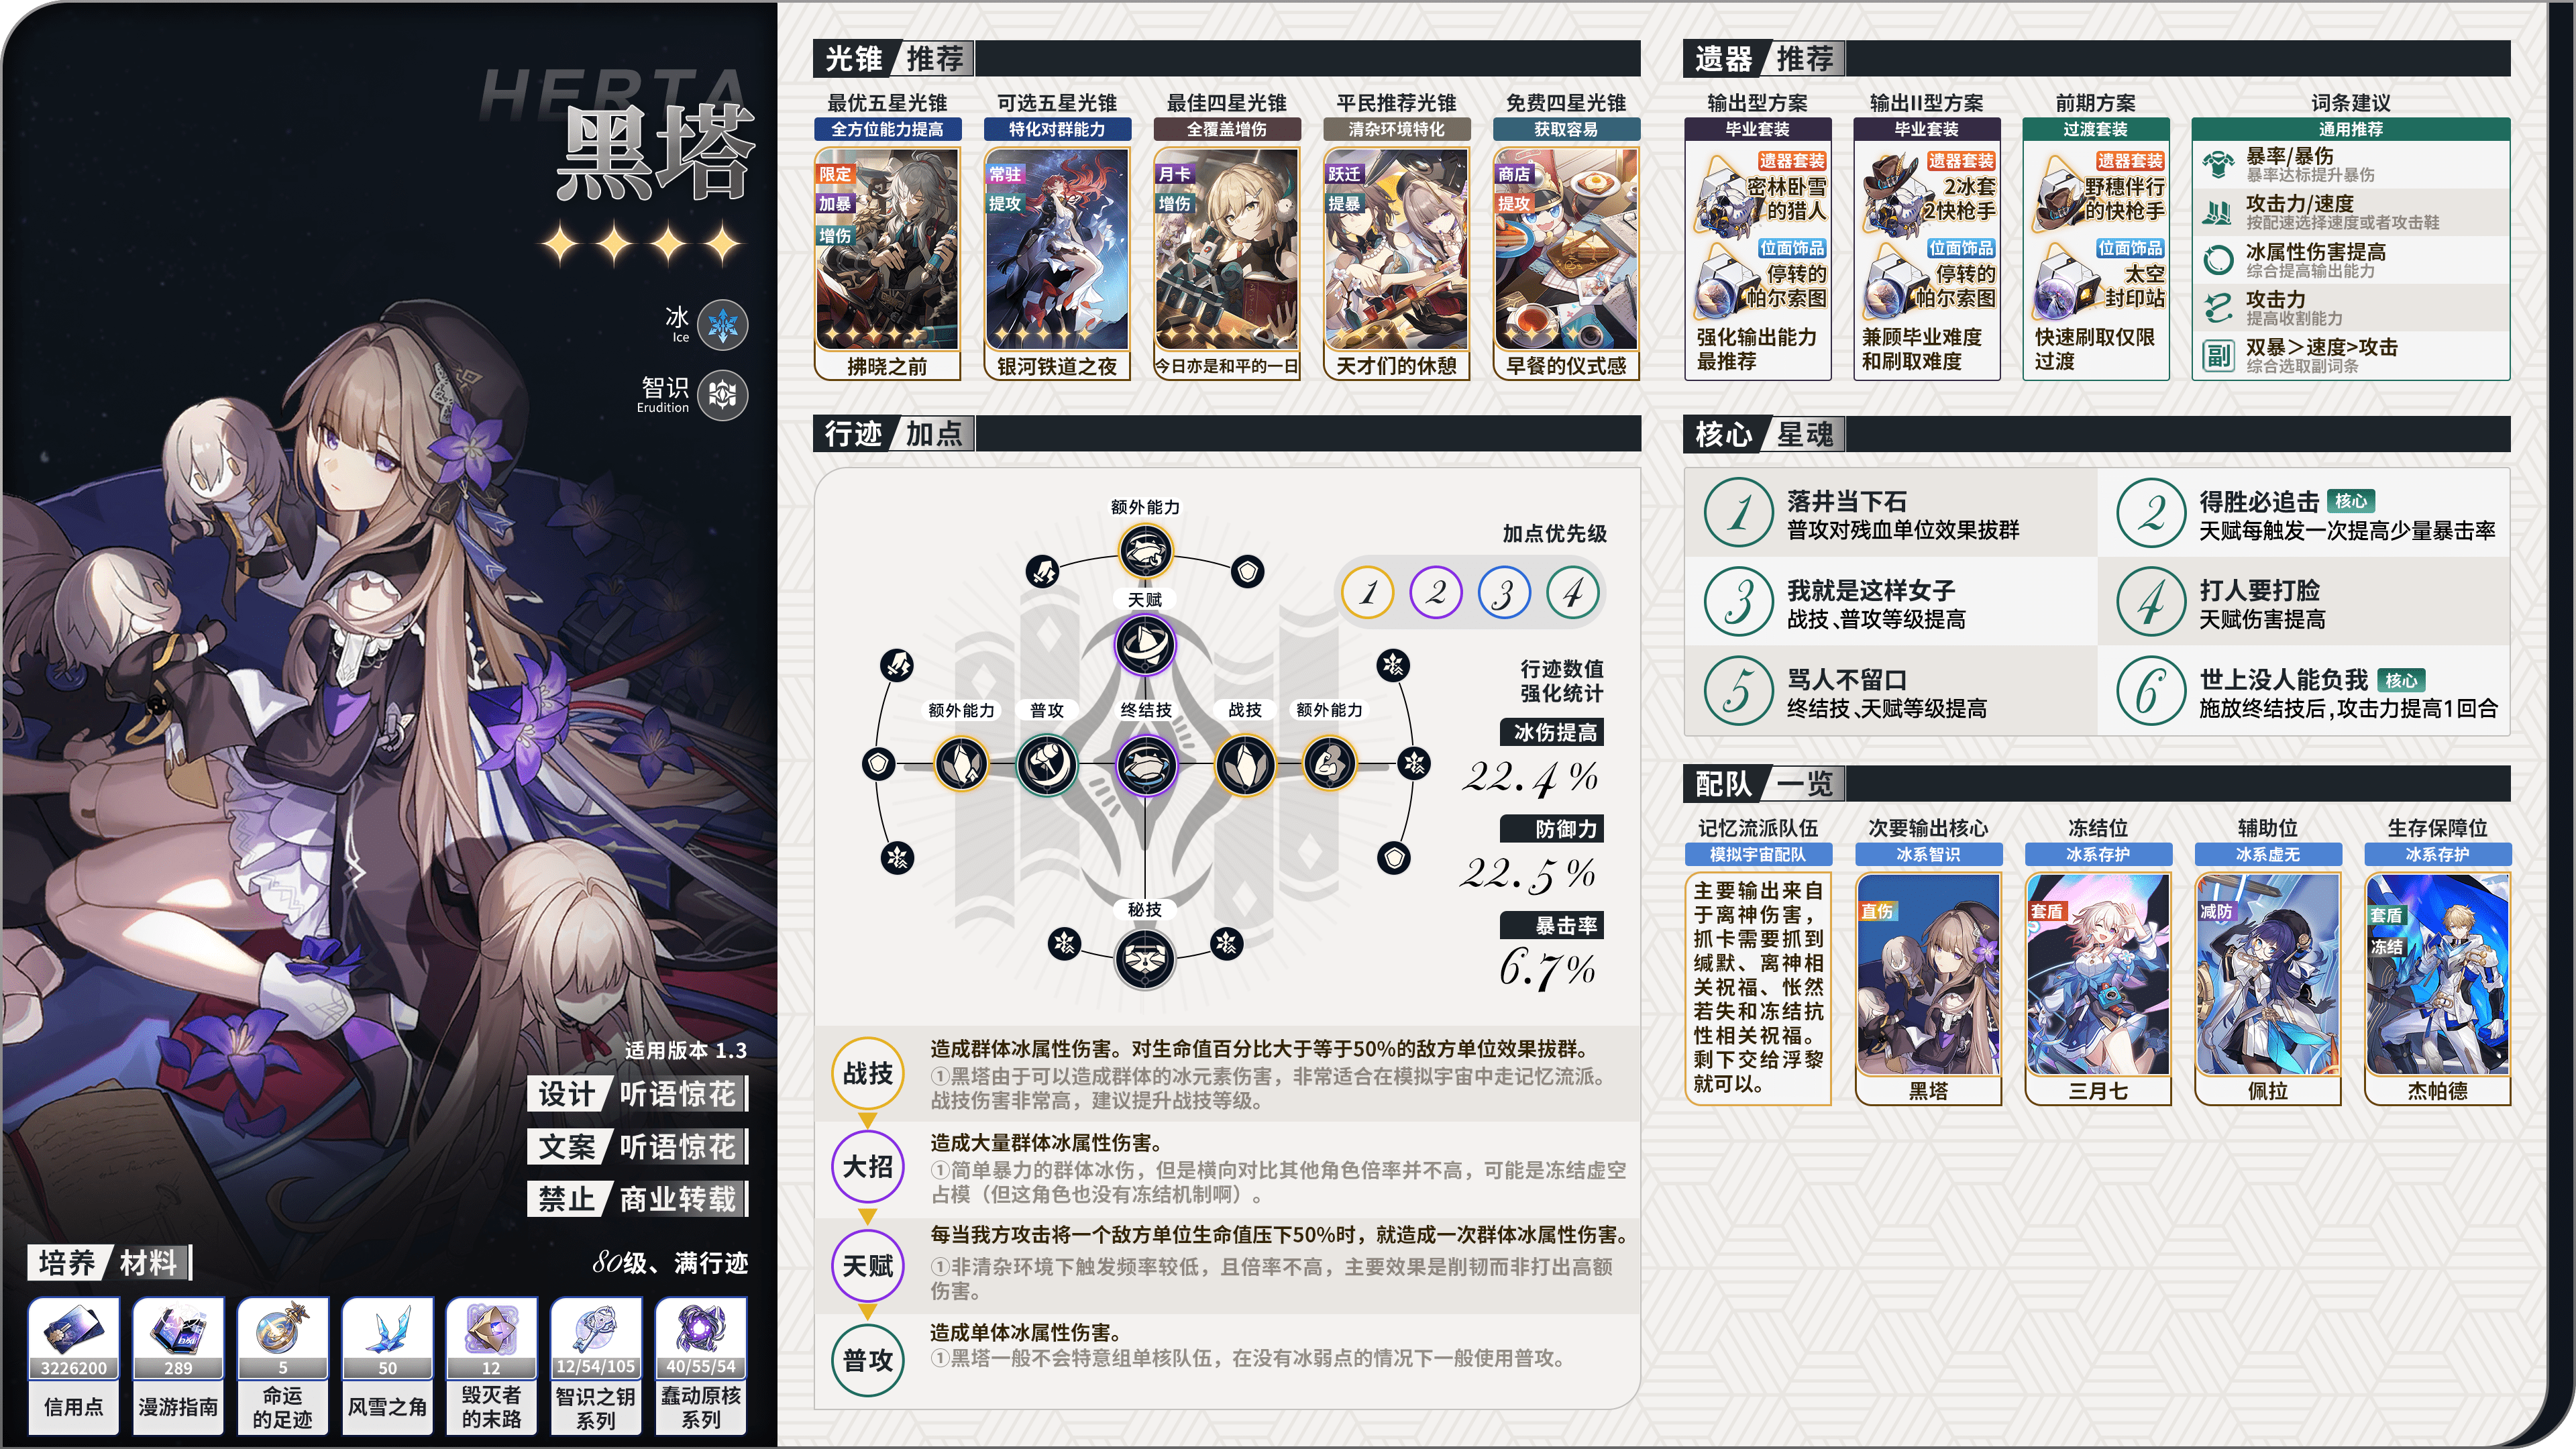 HERTA
黑塔
冰
Ice
智识
Erudition
适用版本 1.3
设计 听语惊花
文案 听语惊花
禁止 商业转载
培养 材料
80级、满行迹
3226200
信用点
289
漫游指南
5
命运
的足迹
50
风雪之角
12
毁灭者
的末路
12/54/105
智识之钥
系列
40/55/54
蠢动原核
系列
光锥 推荐
最优五星光锥
全方位能力提高
限定
加暴
增伤
拂晓之前
可选五星光锥
特化对群能力
常驻
提攻
银河铁道之夜
最佳四星光锥
全覆盖增伤
月卡
增伤
今日亦是和平的一日
平民推荐光锥
清杂环境特化
跃迁
提暴
天才们的休憩
免费四星光锥
获取容易
商店
提攻
早餐的仪式感
行迹 加点
额外能力
天赋
额外能力
普攻
终结技
战技
额外能力
秘技
加点优先级
1 2 3 4
行迹数值
强化统计
冰伤提高
22.4%
防御力
22.5%
暴击率
6.7%
战技
造成群体冰属性伤害。对生命值百分比大于等于50%的敌方单位效果拔群。
①黑塔由于可以造成群体的冰元素伤害，非常适合在模拟宇宙中走记忆流派。
战技伤害非常高，建议提升战技等级。
大招
造成大量群体冰属性伤害。
①简单暴力的群体冰伤，但是横向对比其他角色倍率并不高，可能是冻结虚空
占模（但这角色也没有冻结机制啊）。
天赋
每当我方攻击将一个敌方单位生命值压下50%时，就造成一次群体冰属性伤害。
①非清杂环境下触发频率较低，且倍率不高，主要效果是削韧而非打出高额
伤害。
普攻
造成单体冰属性伤害。
①黑塔一般不会特意组单核队伍，在没有冰弱点的情况下一般使用普攻。
遗器 推荐
输出型方案
毕业套装
遗器套装
密林卧雪
的猎人
位面饰品
停转的
帕尔索图
强化输出能力
最推荐
输出II型方案
毕业套装
遗器套装
2冰套
2快枪手
位面饰品
停转的
帕尔索图
兼顾毕业难度
和刷取难度
前期方案
过渡套装
遗器套装
野穗伴行
的快枪手
位面饰品
太空
封印站
快速刷取仅限
过渡
词条建议
通用推荐
暴率/暴伤
暴率达标提升暴伤
攻击力/速度
按配速选择速度或者攻击鞋
冰属性伤害提高
综合提高输出能力
攻击力
提高收割能力
副
双暴＞速度>攻击
综合选取副词条
核心 星魂
1
落井当下石
普攻对残血单位效果拔群
2
得胜必追击 核心
天赋每触发一次提高少量暴击率
3
我就是这样女子
战技、普攻等级提高
4
打人要打脸
天赋伤害提高
5
骂人不留口
终结技、天赋等级提高
6
世上没人能负我 核心
施放终结技后，攻击力提高1回合
配队 一览
记忆流派队伍
模拟宇宙配队
主要输出来自
于离神伤害，
抓卡需要抓到
缄默、离神相
关祝福、怅然
若失和冻结抗
性相关祝福。
剩下交给浮黎
就可以。
次要输出核心
冰系智识
直伤
黑塔
冻结位
冰系存护
套盾
三月七
辅助位
冰系虚无
减防
佩拉
生存保障位
冰系存护
套盾
冻结
杰帕德